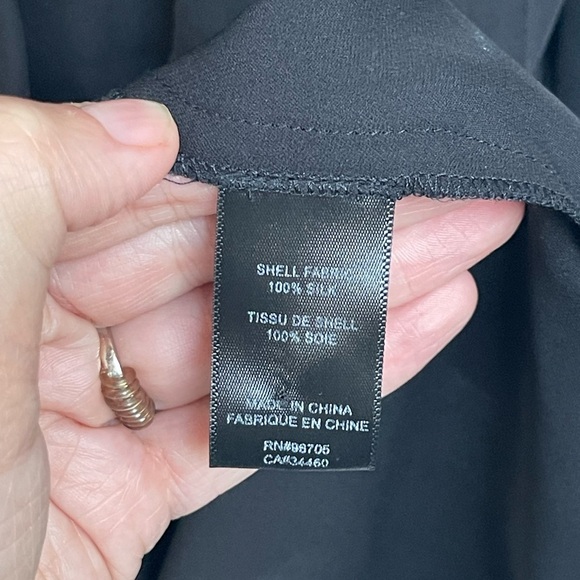 SHELL FABRIC
100% SILK
TISSU DE SHELL
100% SOIE
MADE IN CHINA
FABRIQUE EN CHINE
RN#98705
CA#34460